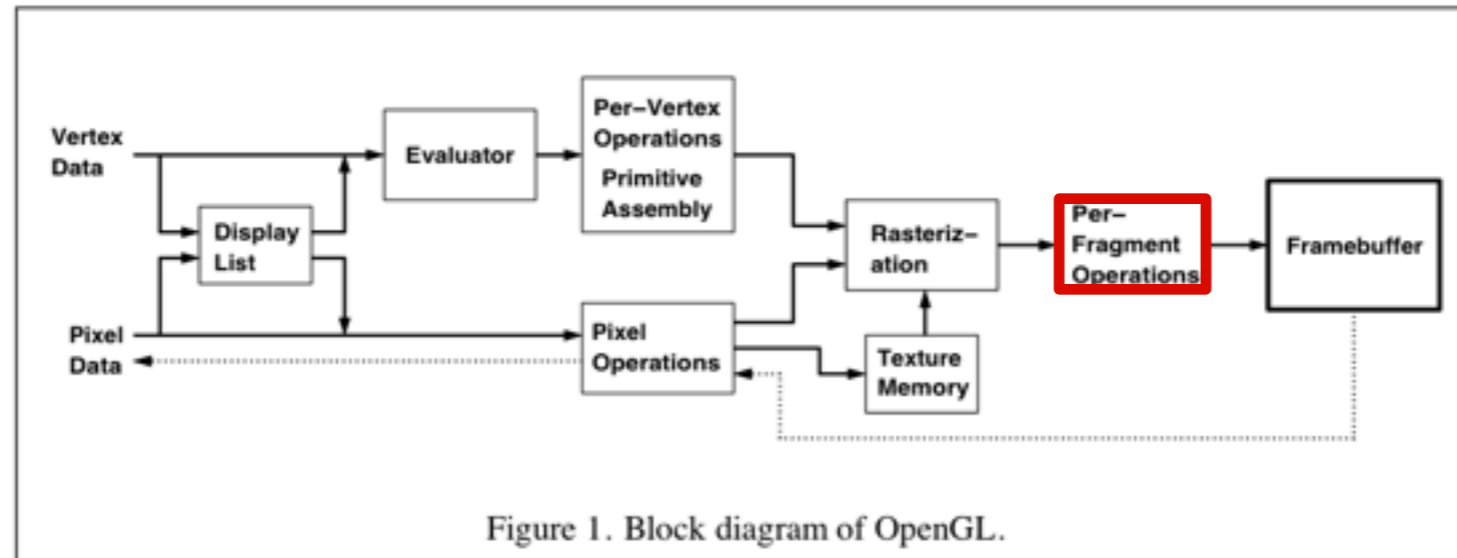 Vertex
Data
Evaluator
Per–Vertex
Operations
Primitive
Assembly
Display
List
Rasteriz–
ation
Per–
Fragment
Operations
Framebuffer
Pixel
Data
Pixel
Operations
Texture
Memory
Figure 1. Block diagram of OpenGL.